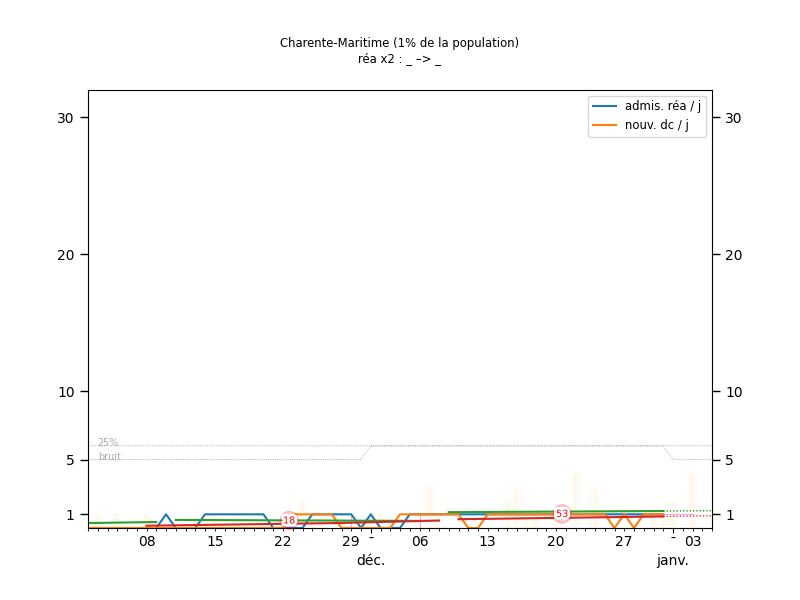 Charente-Maritime (1% de la population)
réa x2 : _ –> _
admis. réa / j
nouv. dc / j
30 30
20 20
10 10
25%
bruit
5 5
1 1
18
53
08 15 22 29 - 06 13 20 27 - 03
déc. janv.